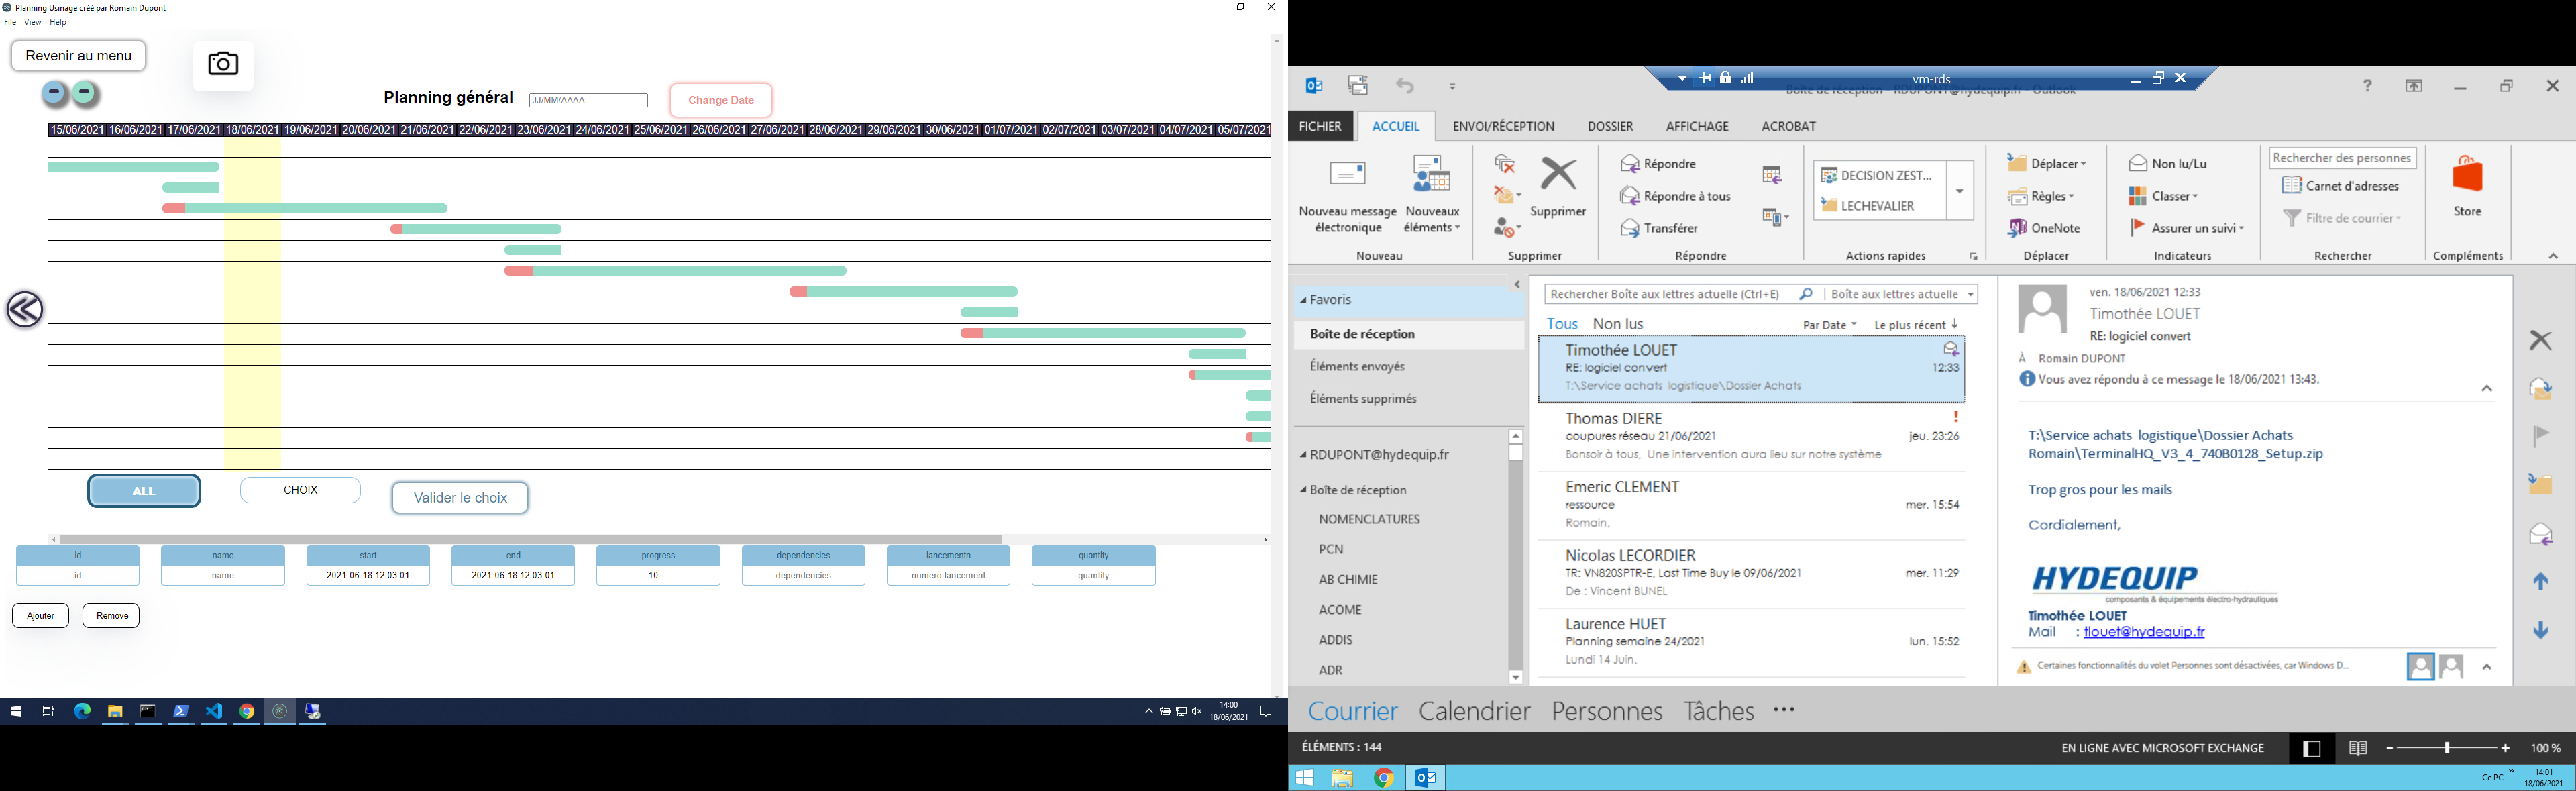 Planning Usinage créé par Romain Dupont
File View Help
Revenir au menu
Planning général
JJ/MM/AAAA
Change Date
15/06/2021 16/06/2021 17/06/2021 18/06/2021 19/06/2021 20/06/2021 21/06/2021 22/06/2021 23/06/2021 24/06/2021 25/06/2021 26/06/2021 27/06/2021 28/06/2021 29/06/2021 30/06/2021 01/07/2021 02/07/2021 03/07/2021 04/07/2021 05/07/2021
ALL
CHOIX
Valider le choix
id name start end progress dependencies lancementn quantity
id name 2021-06-18 12:03:01 2021-06-18 12:03:01 10 dependencies numero lancement quantity
Ajouter
Remove
14:00
18/06/2021
vm-rds
Boîte de réception - RDUPONT@hydequip.fr - Outlook
FICHIER ACCUEIL ENVOI/RÉCEPTION DOSSIER AFFICHAGE ACROBAT
Nouveau message
électronique
Nouveaux
éléments
Nouveau
Supprimer
Supprimer
Répondre
Répondre à tous
Transférer
Répondre
DECISION ZEST...
LECHEVALIER
Actions rapides
Déplacer
Règles
OneNote
Déplacer
Non lu/Lu
Classer
Assurer un suivi
Indicateurs
Rechercher des personnes
Carnet d'adresses
Filtre de courrier
Rechercher
Store
Compléments
Favoris
Boîte de réception
Éléments envoyés
Éléments supprimés
RDUPONT@hydequip.fr
Boîte de réception
NOMENCLATURES
PCN
AB CHIMIE
ACOME
ADDIS
ADR
Rechercher Boîte aux lettres actuelle (Ctrl+E)
Boîte aux lettres actuelle
Tous Non lus
Par Date Le plus récent
Timothée LOUET
RE: logiciel convert 12:33
T:\Service achats logistique\Dossier Achats
Thomas DIERE !
coupures réseau 21/06/2021 jeu. 23:26
Bonsoir à tous, Une intervention aura lieu sur notre système
Emeric CLEMENT
ressource mer. 15:54
Romain,
Nicolas LECORDIER
TR: VN820SPTR-E, Last Time Buy le 09/06/2021 mer. 11:29
De : Vincent BUNEL
Laurence HUET
Planning semaine 24/2021 lun. 15:52
Lundi 14 Juin.
ven. 18/06/2021 12:33
Timothée LOUET
RE: logiciel convert
À Romain DUPONT
Vous avez répondu à ce message le 18/06/2021 13:43.
T:\Service achats logistique\Dossier Achats
Romain\TerminalHQ_V3_4_740B0128_Setup.zip
Trop gros pour les mails
Cordialement,
HYDEQUIP
composants & équipements électro-hydrauliques
Timothée LOUET
Mail : tlouet@hydequip.fr
Certaines fonctionnalités du volet Personnes sont désactivées, car Windows D...
Courrier Calendrier Personnes Tâches ...
ÉLÉMENTS : 144
EN LIGNE AVEC MICROSOFT EXCHANGE
100 %
Ce PC
14:01
18/06/2021